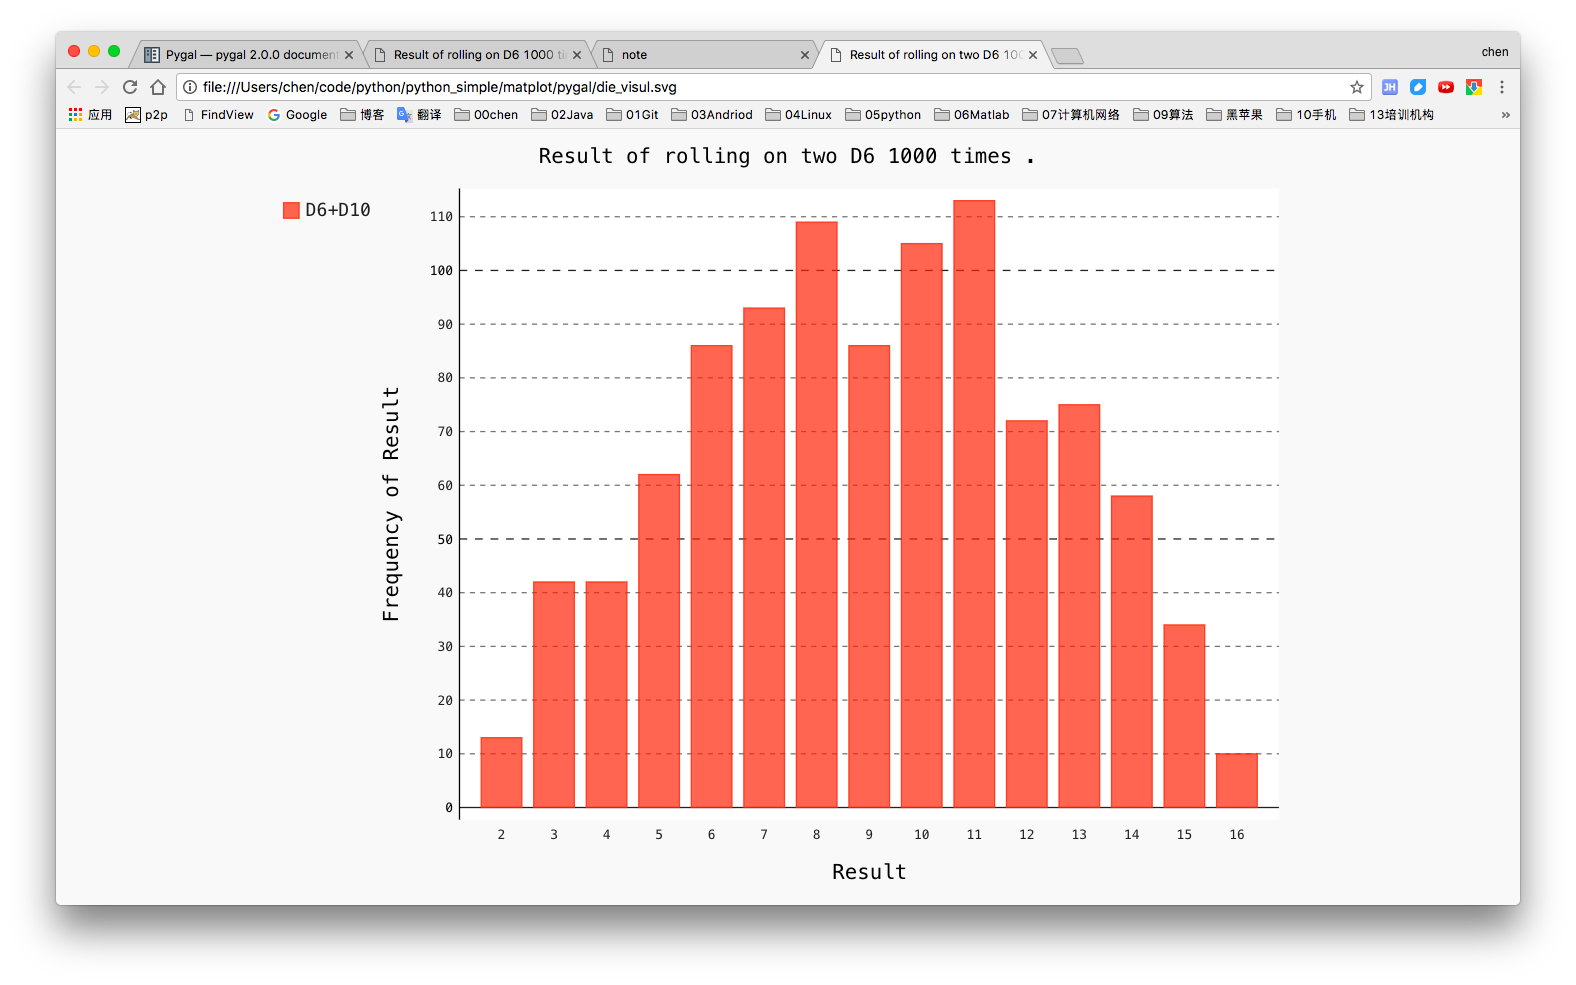 Pygal — pygal 2.0.0 document
Result of rolling on D6 1000 ti
note
Result of rolling on two D6 100
chen
file:///Users/chen/code/python/python_simple/matplot/pygal/die_visul.svg
JH
应用 p2p FindView Google 博客 翻译 00chen 02Java 01Git 03Andriod 04Linux 05python 06Matlab 07计算机网络 09算法 黑苹果 10手机 13培训机构 »
Result of rolling on two D6 1000 times .
D6+D10
Frequency of Result
110
100
90
80
70
60
50
40
30
20
10
0
2 3 4 5 6 7 8 9 10 11 12 13 14 15 16
Result